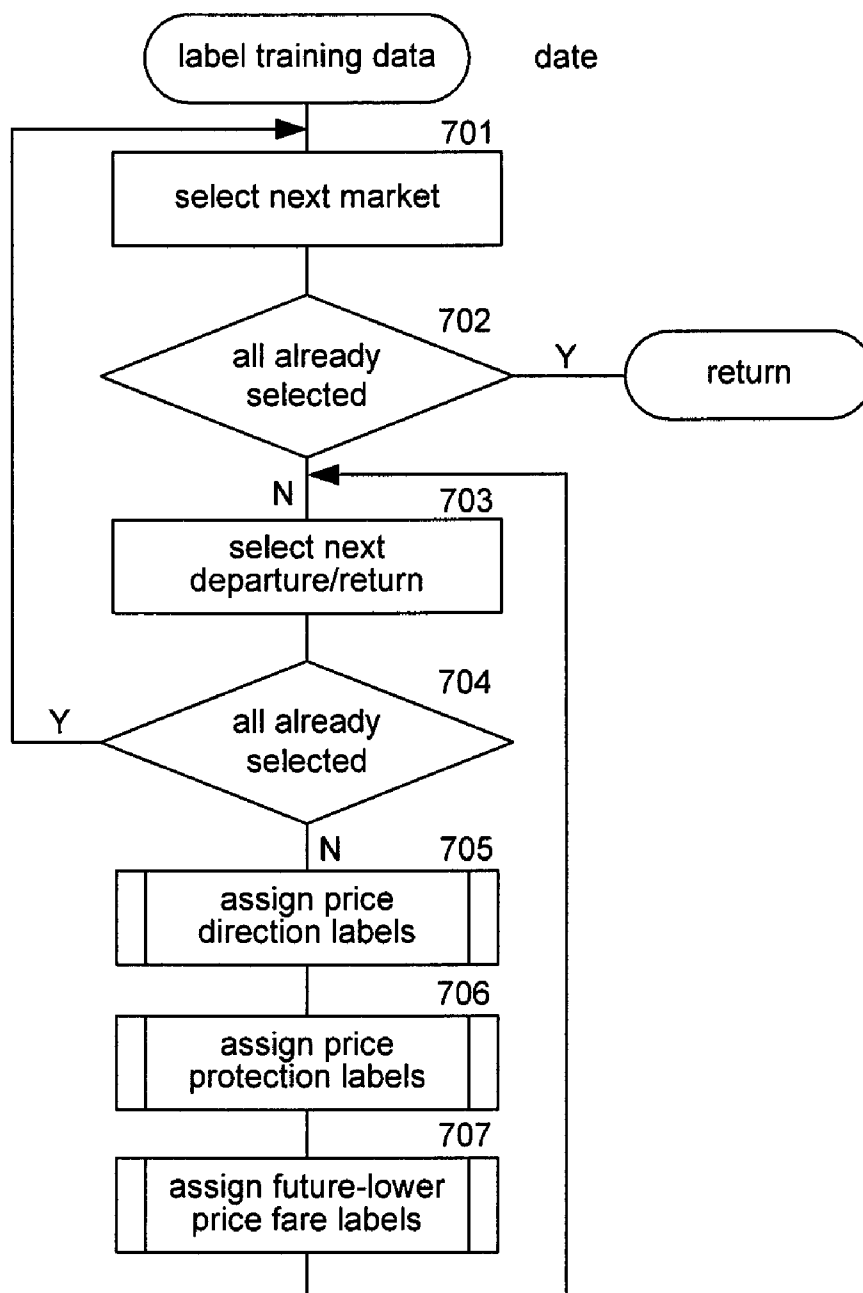 label training data
date
701
select next market
702
all already
selected
Y
return
N
703
select next
departure/return
704
Y
all already
selected
N
705
assign price
direction labels
706
assign price
protection labels
707
assign future-lower
price fare labels